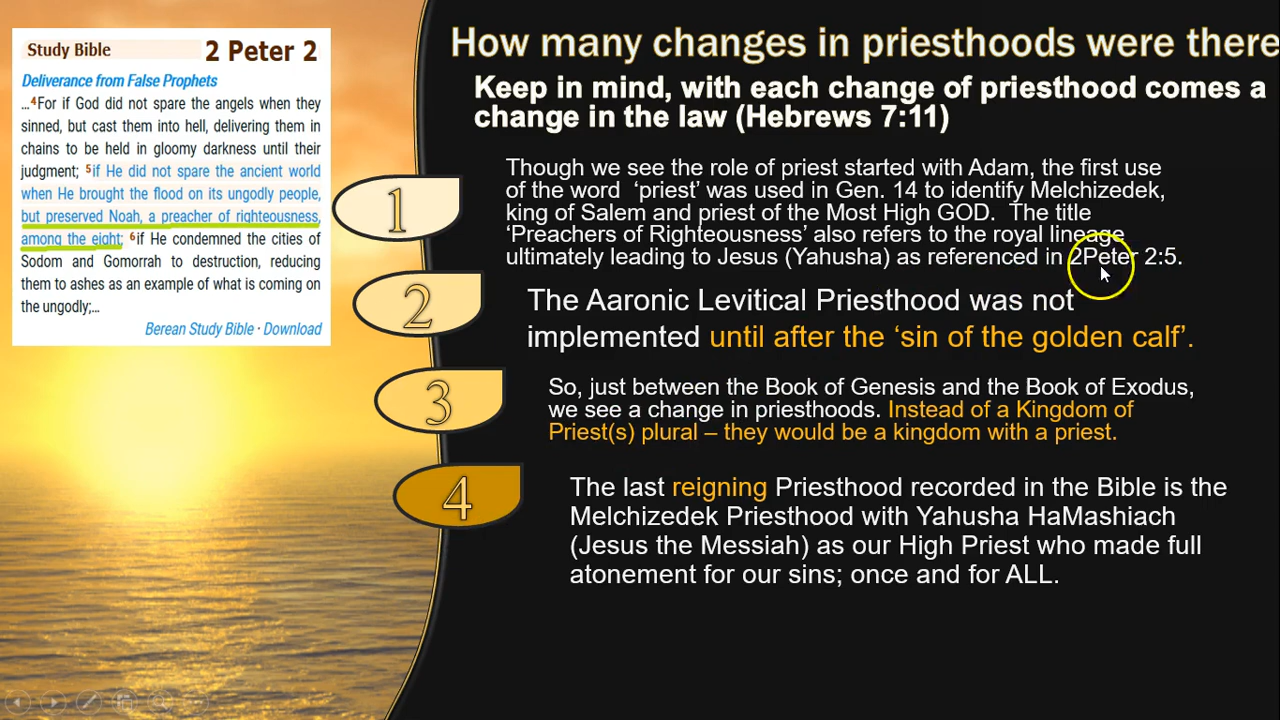 Study Bible 2 Peter 2
Deliverance from False Prophets
…4For if God did not spare the angels when they
sinned, but cast them into hell, delivering them in
chains to be held in gloomy darkness until their
judgment; 5if He did not spare the ancient world
when He brought the flood on its ungodly people,
but preserved Noah, a preacher of righteousness,
among the eight; 6if He condemned the cities of
Sodom and Gomorrah to destruction, reducing
them to ashes as an example of what is coming on
the ungodly;…
Berean Study Bible · Download
How many changes in priesthoods were there
Keep in mind, with each change of priesthood comes a
change in the law (Hebrews 7:11)
1
Though we see the role of priest started with Adam, the first use
of the word ‘priest’ was used in Gen. 14 to identify Melchizedek,
king of Salem and priest of the Most High GOD. The title
‘Preachers of Righteousness’ also refers to the royal lineage
ultimately leading to Jesus (Yahusha) as referenced in 2Peter 2:5.
2
The Aaronic Levitical Priesthood was not
implemented until after the ‘sin of the golden calf’.
3
So, just between the Book of Genesis and the Book of Exodus,
we see a change in priesthoods. Instead of a Kingdom of
Priest(s) plural – they would be a kingdom with a priest.
4
The last reigning Priesthood recorded in the Bible is the
Melchizedek Priesthood with Yahusha HaMashiach
(Jesus the Messiah) as our High Priest who made full
atonement for our sins; once and for ALL.